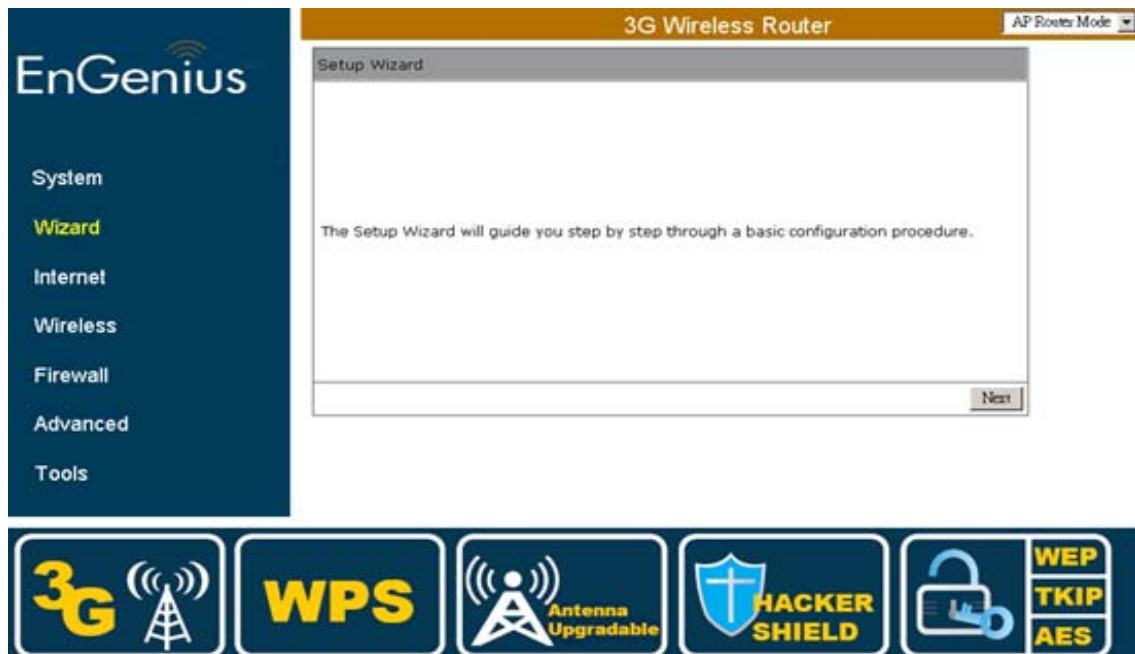 3G Wireless Router
AP Router Mode
EnGenius
System
Wizard
Internet
Wireless
Firewall
Advanced
Tools
Setup Wizard
The Setup Wizard will guide you step by step through a basic configuration procedure.
Next
3G
WPS
Antenna
Upgradable
HACKER
SHIELD
WEP
TKIP
AES